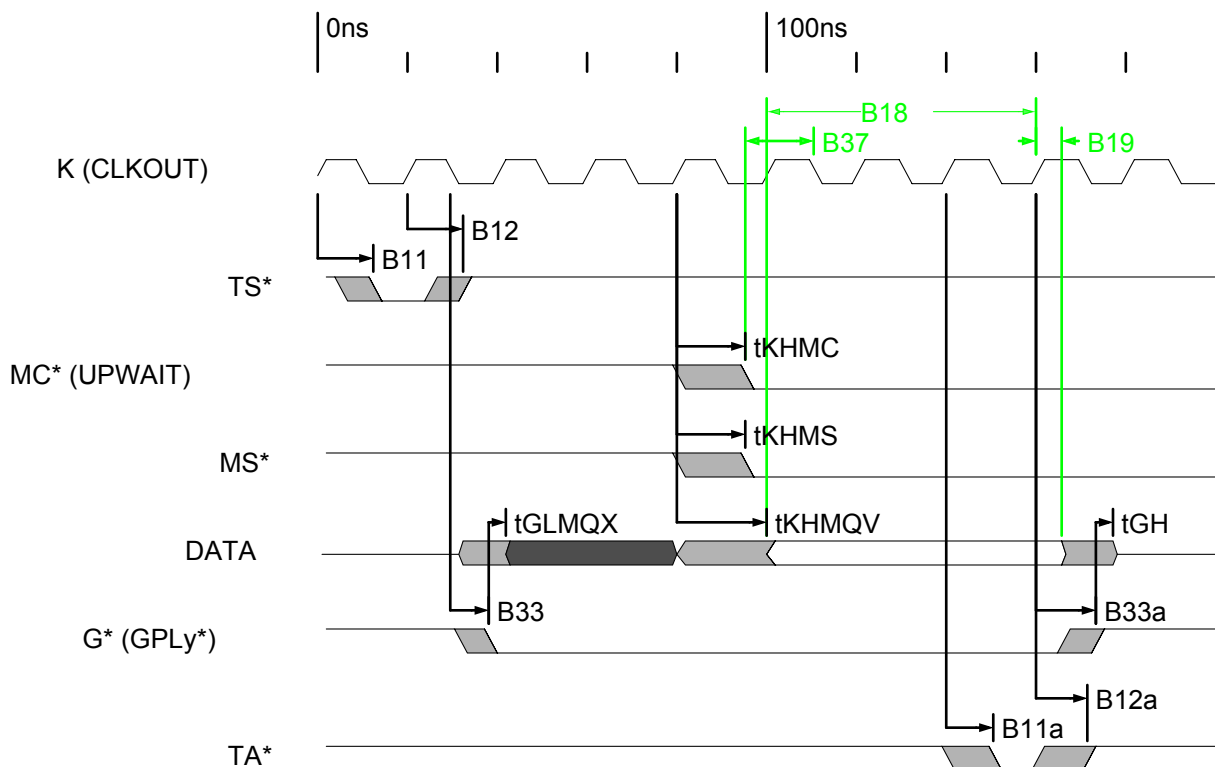 0ns
100ns
B18
B37
B19
K (CLKOUT)
B12
B11
TS*
tKHMC
MC* (UPWAIT)
tKHMS
MS*
tGLMQX
tKHMQV
tGH
DATA
B33
B33a
G* (GPLy*)
B12a
B11a
TA*